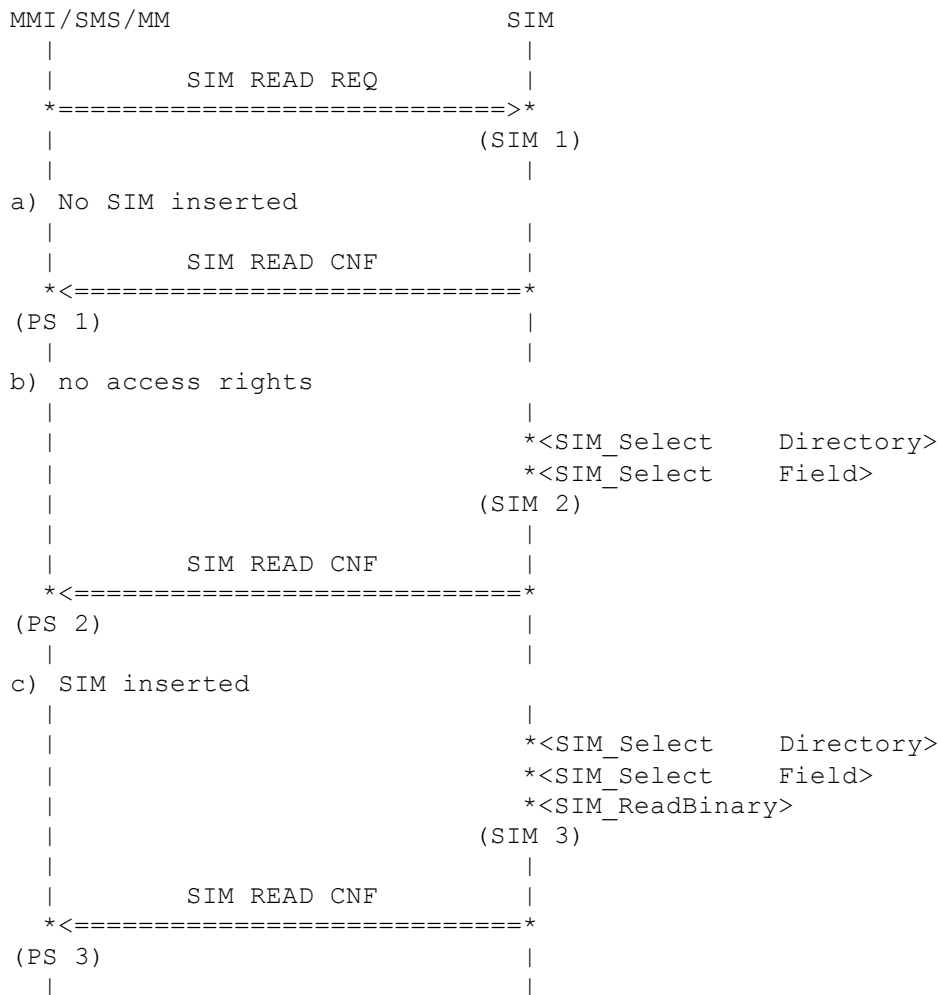 MMI/SMS/MM                     SIM
  |                              |
  |        SIM READ REQ          |
  *============================>*
  |                           (SIM 1)
  |                              |
a) No SIM inserted
  |                              |
  |        SIM READ CNF          |
  *<============================*
(PS 1)                           |
  |                              |
b) no access rights
  |                              |
  |                              *<SIM_Select    Directory>
  |                              *<SIM_Select    Field>
  |                           (SIM 2)
  |                              |
  |        SIM READ CNF          |
  *<============================*
(PS 2)                           |
  |                              |
c) SIM inserted
  |                              |
  |                              *<SIM_Select    Directory>
  |                              *<SIM_Select    Field>
  |                              *<SIM_ReadBinary>
  |                           (SIM 3)
  |                              |
  |        SIM READ CNF          |
  *<============================*
(PS 3)                           |
  |                              |